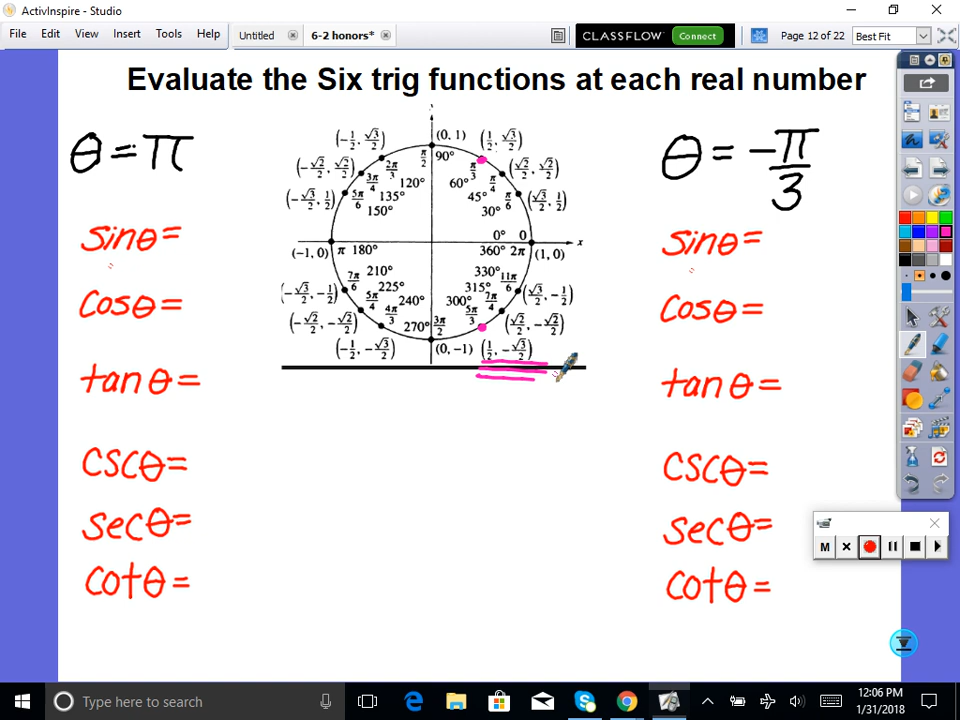 ActivInspire - Studio
File Edit View Insert Tools Help Untitled 6-2 honors* CLASSFLOW Connect Page 12 of 22 Best Fit
Evaluate the Six trig functions at each real number
θ = π
sinθ=
cosθ=
tanθ=
cscθ=
secθ=
cotθ=
(0, 1)
90°
π/2
(1/2, √3/2)
π/3
60°
(√2/2, √2/2)
π/4
45°
(√3/2, 1/2)
π/6
30°
(-1/2, √3/2)
2π/3
120°
(-√2/2, √2/2)
3π/4
135°
(-√3/2, 1/2)
5π/6
150°
(-1, 0) π 180°
0° 0
360° 2π (1, 0)
x
(-√3/2, -1/2)
7π/6
210°
(-√2/2, -√2/2)
5π/4
225°
(-1/2, -√3/2)
4π/3
240°
270° 3π/2
(0, -1)
(1/2, -√3/2)
5π/3
300°
(√2/2, -√2/2)
7π/4
315°
(√3/2, -1/2)
11π/6
330°
θ = -π/3
sinθ=
cosθ=
tanθ=
cscθ=
secθ=
cotθ=
M
Type here to search
12:06 PM
1/31/2018